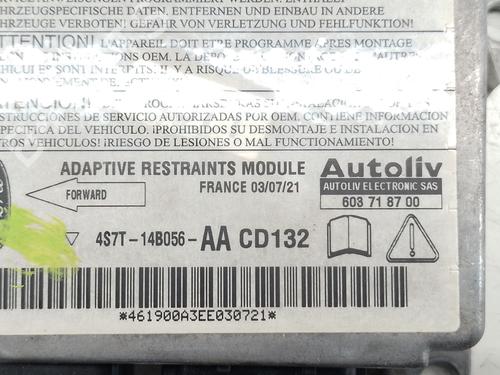 FAHRZEUGSPEZIFISCHEN DATEN, ENTFERNEN UND EINBAU IN ANDERE
FAHRZEUGE VERBOTEN! GEFAHR VON VERLETZUNG UND FEHLFUNKTION!
ATTENTION! L'APPAREIL DOIT ETRE PROGRAMME APRES MONTAGE
INSTRUCTIONS DE SERVICIO AUTORIZADAS POR OEM. CONTIENE INFORMACION
ESPECIFICA DEL VEHICULO. ¡PROHIBIDOS SU DESMONTAJE E INSTALACION EN
OTROS VEHICULOS! ¡RIESGO DE LESIONES O MAL FUNCIONAMIENTO!
ADAPTIVE RESTRAINTS MODULE
FRANCE 03/07/21
Autoliv
AUTOLIV ELECTRONIC SAS
603 71 87 00
FORWARD
4S7T-14B056-AA CD132
*461900A3EE030721*